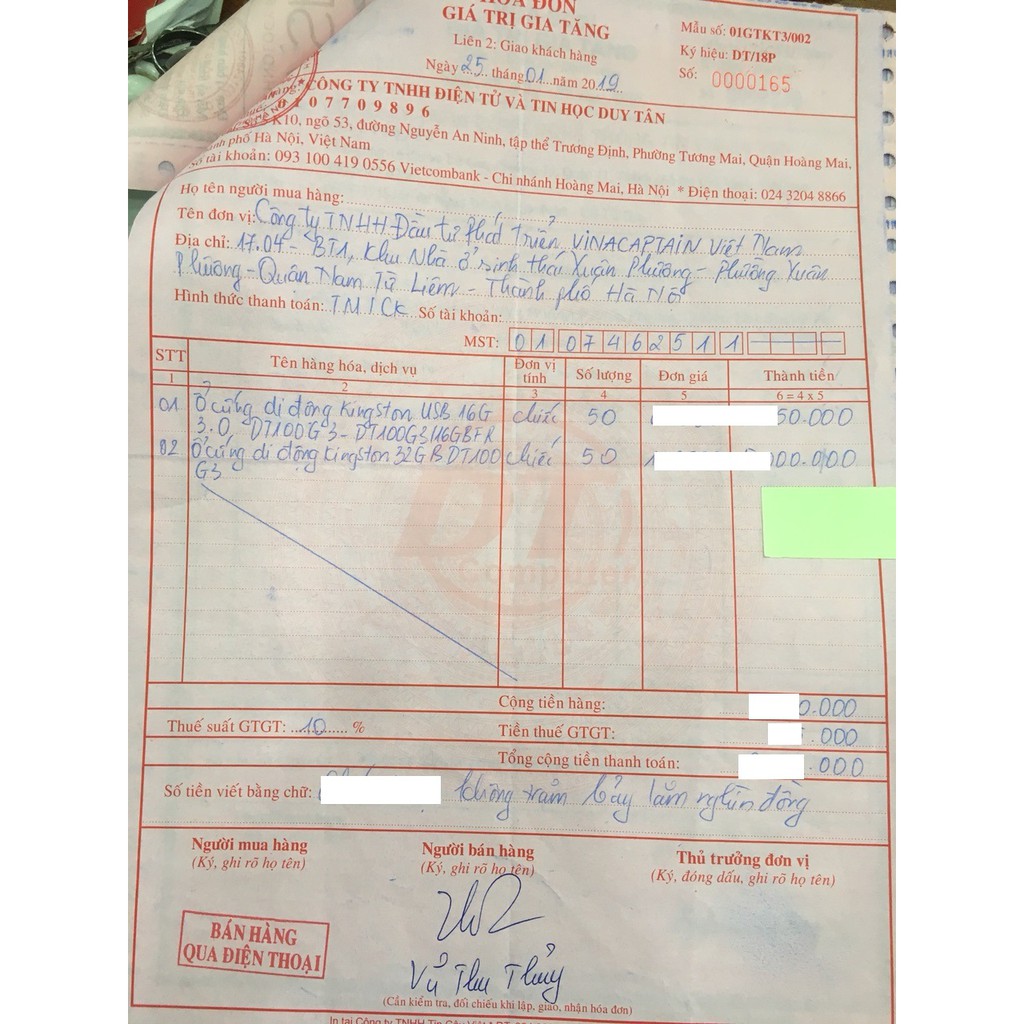 HÓA ĐƠN
GIÁ TRỊ GIA TĂNG
Liên 2: Giao khách hàng
Ngày 25 tháng 01 năm 2019
Mẫu số: 01GTKT3/002
Ký hiệu: DT/18P
Số: 0000165
CÔNG TY TNHH ĐIỆN TỬ VÀ TIN HỌC DUY TÂN
0107709896
K10, ngõ 53, đường Nguyễn An Ninh, tập thể Trương Định, Phường Tương Mai, Quận Hoàng Mai,
phố Hà Nội, Việt Nam
Số tài khoản: 093 100 419 0556 Vietcombank - Chi nhánh Hoàng Mai, Hà Nội * Điện thoại: 024 3204 8866
Họ tên người mua hàng:
Tên đơn vị: Công ty TNHH Đầu tư Phát Triển VINACAPTAIN Việt Nam
Địa chỉ: 17.04 - BT1, Khu Nhà ở sinh thái Xuân Phương - Phường Xuân
Phương - Quận Nam Từ Liêm - Thành phố Hà Nội
Hình thức thanh toán: TM/CK Số tài khoản:
MST: 0107462511
STT Tên hàng hóa, dịch vụ Đơn vị tính Số lượng Đơn giá Thành tiền
1 2 3 4 5 6 = 4 x 5
01 Ổ cứng di động Kingston USB 16G chiếc 50 50.000
3.0, DT100G3 - DT100G3/16GBFR
02 Ổ cứng di động Kingston 32GB DT100 chiếc 50 1 000.000
G3
DT
Computer
Cộng tiền hàng: 0.000
Thuế suất GTGT: 10 % Tiền thuế GTGT: .000
Tổng cộng tiền thanh toán: .000
Số tiền viết bằng chữ: không trăm bảy lăm nghìn đồng
Người mua hàng Người bán hàng Thủ trưởng đơn vị
(Ký, ghi rõ họ tên) (Ký, ghi rõ họ tên) (Ký, đóng dấu, ghi rõ họ tên)
BÁN HÀNG
QUA ĐIỆN THOẠI
Vũ Thu Thủy
(Cần kiểm tra, đối chiếu khi lập, giao, nhận hóa đơn)